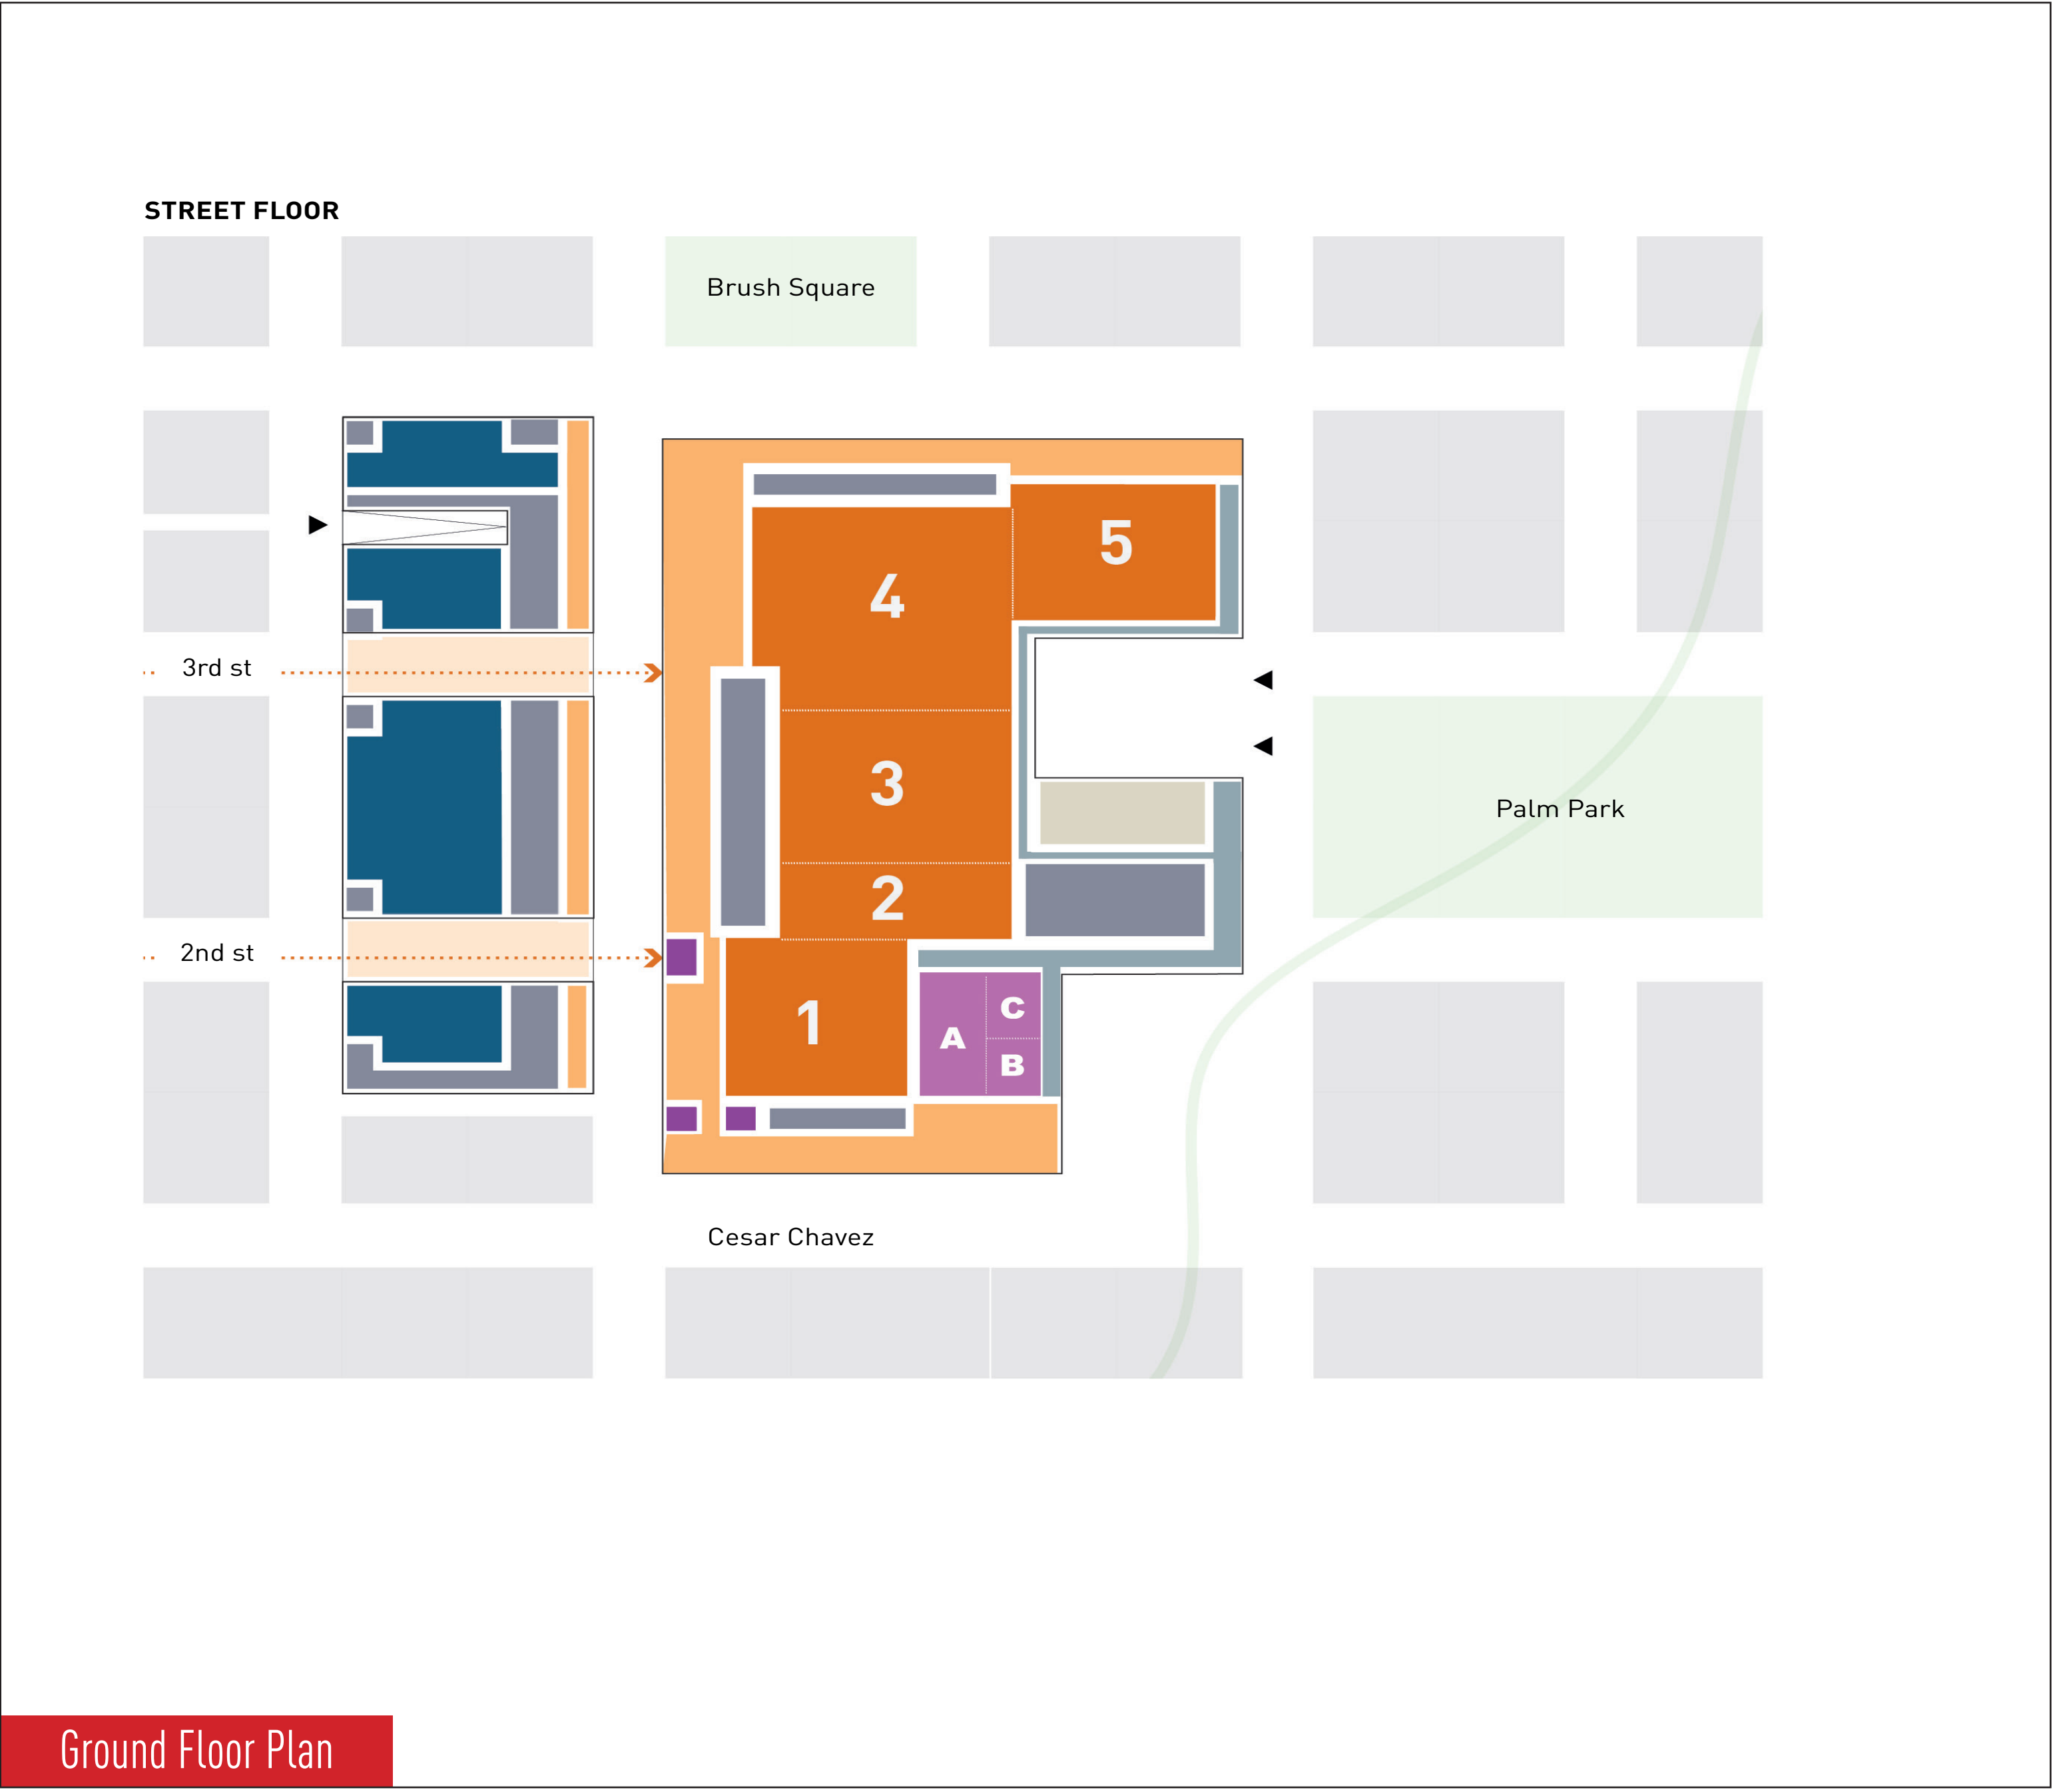 STREET FLOOR
Brush Square
5
4
3rd st
3
Palm Park
2
2nd st
1
A
C
B
Cesar Chavez
Ground Floor Plan